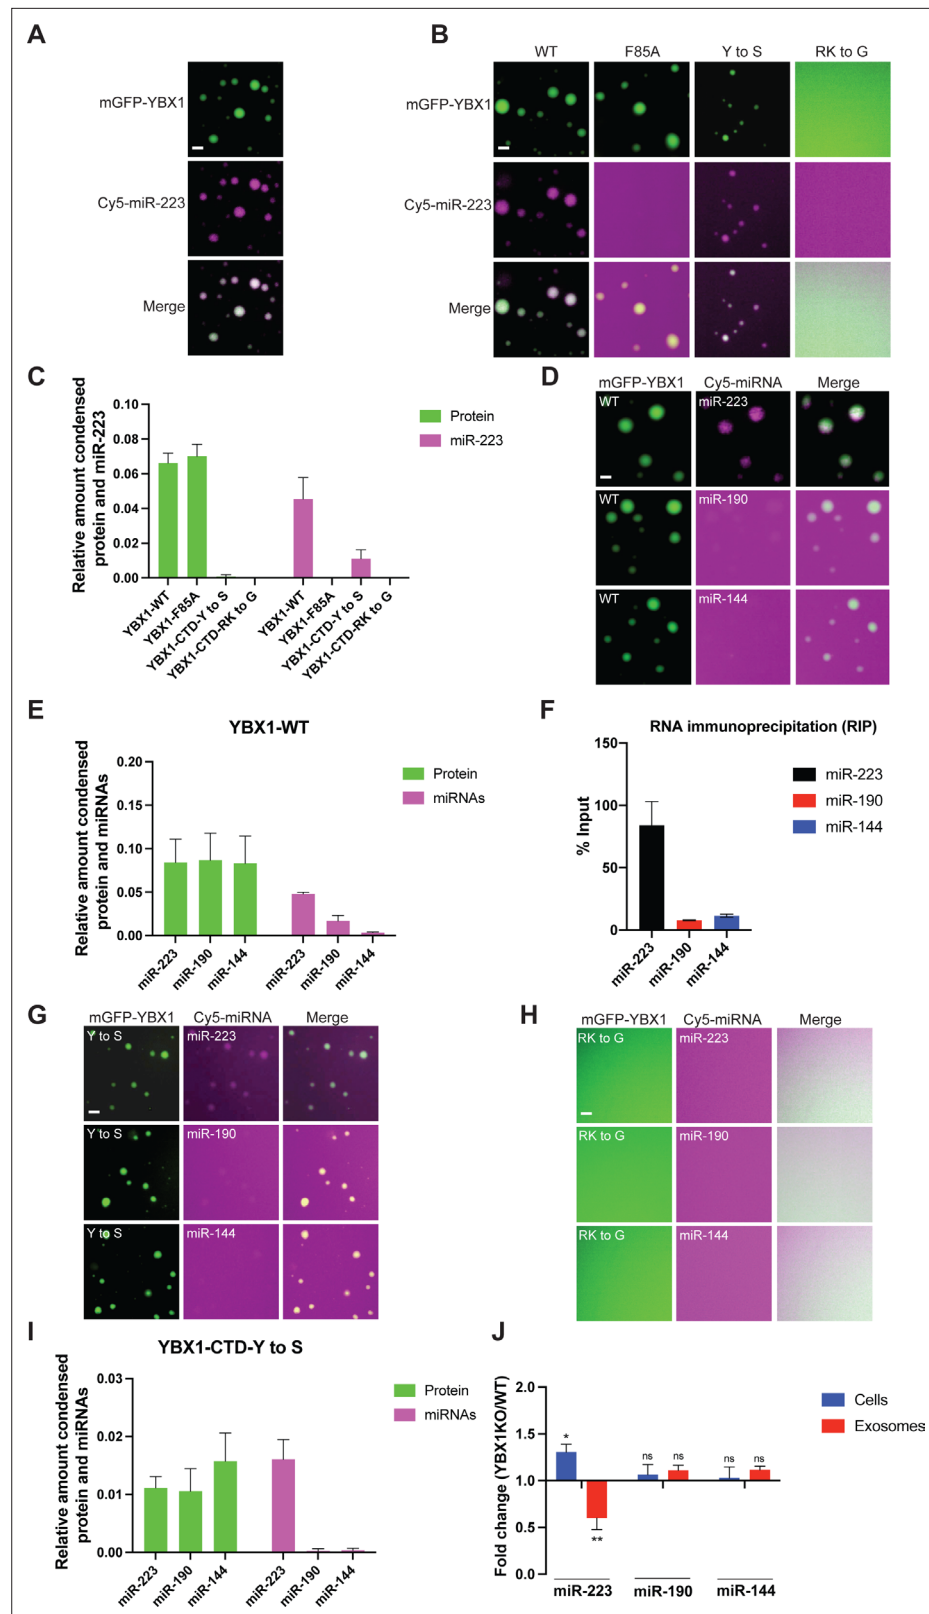 A
mGFP-YBX1
Cy5-miR-223
Merge
B
WT F85A Y to S RK to G
mGFP-YBX1
Cy5-miR-223
Merge
C
Relative amount condensed
protein and miR-223
0.10
0.08
0.06
0.04
0.02
0.00
YBX1-WT
YBX1-F85A
YBX1-CTD-Y to S
YBX1-CTD-RK to G
YBX1-WT
YBX1-F85A
YBX1-CTD-Y to S
YBX1-CTD-RK to G
Protein
miR-223
D
mGFP-YBX1 Cy5-miRNA Merge
WT miR-223
WT miR-190
WT miR-144
E
YBX1-WT
Relative amount condensed
protein and miRNAs
0.20
0.15
0.10
0.05
0.00
miR-223
miR-190
miR-144
miR-223
miR-190
miR-144
Protein
miRNAs
F
RNA immunoprecipitation (RIP)
% Input
150
100
50
0
miR-223
miR-190
miR-144
miR-223
miR-190
miR-144
G
mGFP-YBX1 Cy5-miRNA Merge
Y to S miR-223
Y to S miR-190
Y to S miR-144
H
mGFP-YBX1 Cy5-miRNA Merge
RK to G miR-223
RK to G miR-190
RK to G miR-144
I
YBX1-CTD-Y to S
Relative amount condensed
protein and miRNAs
0.03
0.02
0.01
0.00
miR-223
miR-190
miR-144
miR-223
miR-190
miR-144
Protein
miRNAs
J
Fold change (YBX1KO/WT)
2.0
1.5
1.0
0.5
0.0
*
**
ns ns
ns ns
miR-223 miR-190 miR-144
Cells
Exosomes